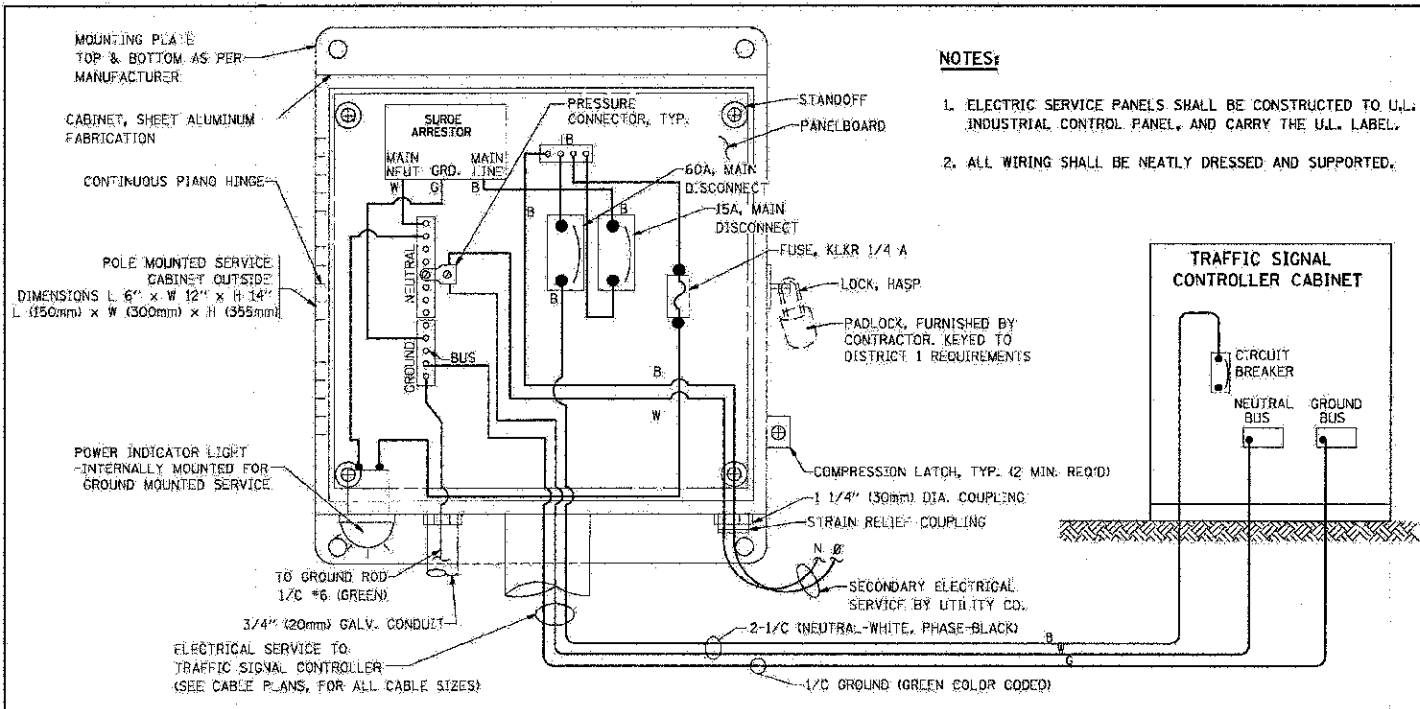 MOUNTING PLATE
TOP & BOTTOM AS PER
MANUFACTURER
CABINET, SHEET ALUMINUM
FABRICATION
CONTINUOUS PIANO HINGE
POLE MOUNTED SERVICE
CABINET OUTSIDE
DIMENSIONS L 6" x W 12" x H 14"
L (150mm) x W (300mm) x H (355mm)
POWER INDICATOR LIGHT
-INTERNALLY MOUNTED FOR
GROUND MOUNTED SERVICE
SURGE
ARRESTOR
MAIN
NEUT
GRD.
MAIN
LINE
W
G
B
NEUTRAL
GROUND
BUS
PRESSURE
CONNECTOR, TYP.
B
B
B
B
60A, MAIN
DISCONNECT
15A, MAIN
DISCONNECT
FUSE, KLKR 1/4 A
B
W
STANDOFF
PANELBOARD
LOCK, HASP
PADLOCK, FURNISHED BY
CONTRACTOR. KEYED TO
DISTRICT 1 REQUIREMENTS
COMPRESSION LATCH, TYP. (2 MIN. REQ'D)
1 1/4" (30mm) DIA. COUPLING
STRAIN RELIEF COUPLING
N Ø
SECONDARY ELECTRICAL
SERVICE BY UTILITY CO.
TO GROUND ROD
1/C #6 (GREEN)
3/4" (20mm) GALV. CONDUIT
ELECTRICAL SERVICE TO
TRAFFIC SIGNAL CONTROLLER
(SEE CABLE PLANS, FOR ALL CABLE SIZES)
2-1/C (NEUTRAL-WHITE, PHASE-BLACK)
1/C GROUND (GREEN COLOR CODED)
B
W
G
NOTES:
1. ELECTRIC SERVICE PANELS SHALL BE CONSTRUCTED TO U.L.
INDUSTRIAL CONTROL PANEL, AND CARRY THE U.L. LABEL.
2. ALL WIRING SHALL BE NEATLY DRESSED AND SUPPORTED.
TRAFFIC SIGNAL
CONTROLLER CABINET
CIRCUIT
BREAKER
NEUTRAL
BUS
GROUND
BUS